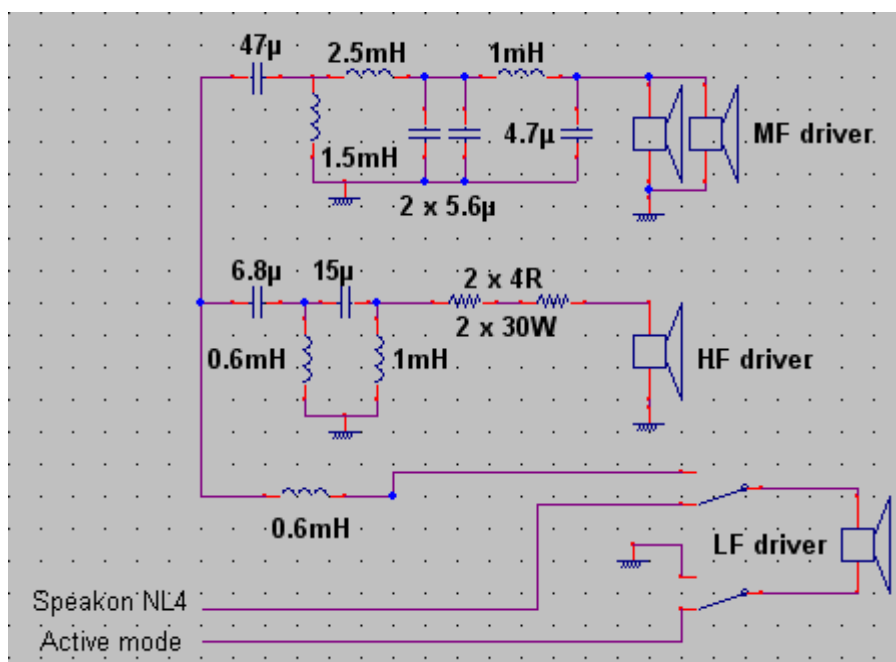 47µ 2.5mH 1mH
1.5mH 4.7µ MF driver
2 x 5.6µ
6.8µ 15µ 2 x 4R
2 x 30W
0.6mH 1mH HF driver
0.6mH LF driver
Speakon NL4
Active mode